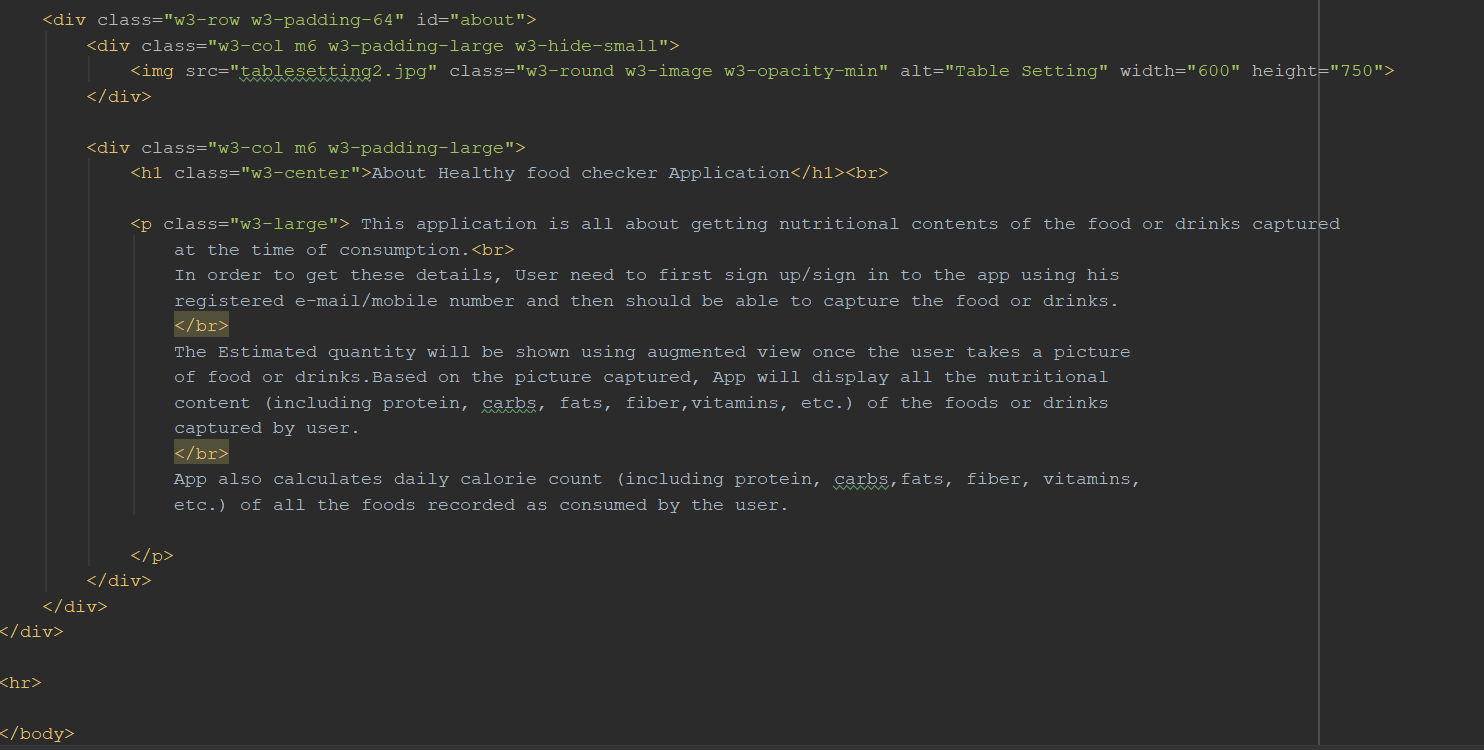 <div class="w3-row w3-padding-64" id="about">
<div class="w3-col m6 w3-padding-large w3-hide-small">
<img src="tablesetting2.jpg" class="w3-round w3-image w3-opacity-min" alt="Table Setting" width="600" height="750">
</div>
<div class="w3-col m6 w3-padding-large">
<h1 class="w3-center">About Healthy food checker Application</h1><br>
<p class="w3-large"> This application is all about getting nutritional contents of the food or drinks captured
at the time of consumption.<br>
In order to get these details, User need to first sign up/sign in to the app using his
registered e-mail/mobile number and then should be able to capture the food or drinks.
</br>
The Estimated quantity will be shown using augmented view once the user takes a picture
of food or drinks.Based on the picture captured, App will display all the nutritional
content (including protein, carbs, fats, fiber,vitamins, etc.) of the foods or drinks
captured by user.
</br>
App also calculates daily calorie count (including protein, carbs,fats, fiber, vitamins,
etc.) of all the foods recorded as consumed by the user.
</p>
</div>
</div>
</div>
<hr>
</body>